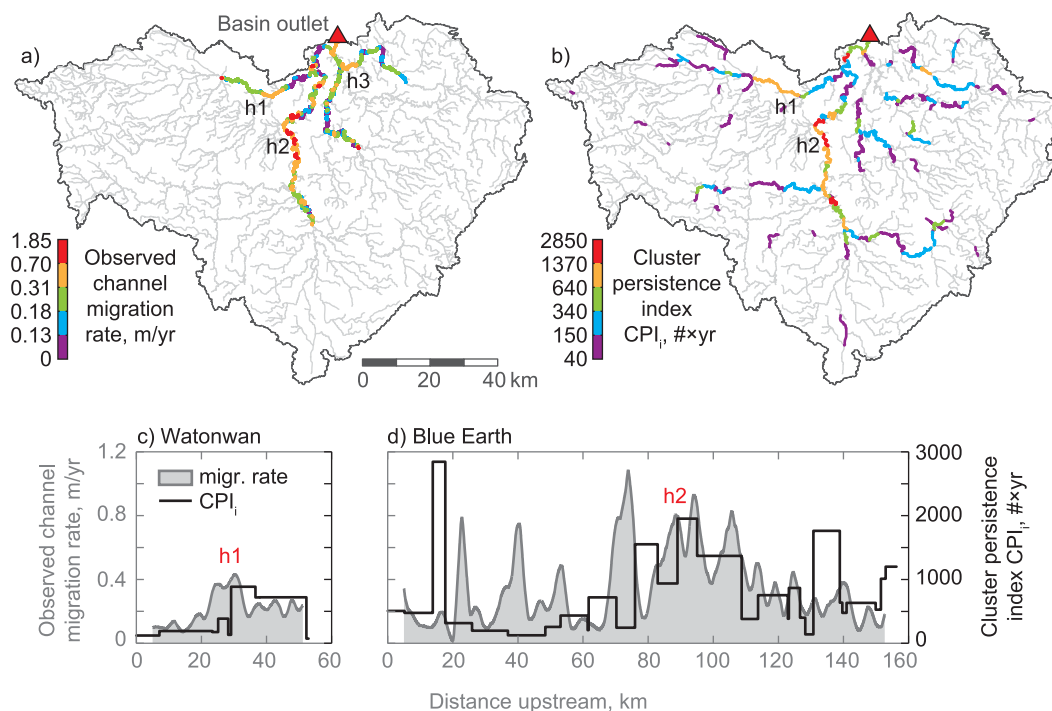 Basin outlet
a)
h1
h2
h3
1.85
0.70
0.31
0.18
0.13
0
Observed
channel
migration
rate, m/yr
0 20 40 km
b)
h1
h2
2850
1370
640
340
150
40
Cluster
persistence
index
CPIi, #×yr
c) Watonwan
migr. rate
CPIi
h1
Observed channel
migration rate, m/yr
1.2
0.8
0.4
0
0 20 40 60
d) Blue Earth
h2
3000
2000
1000
0
Cluster persistence
index CPIi, #×yr
0 20 40 60 80 100 120 140 160
Distance upstream, km